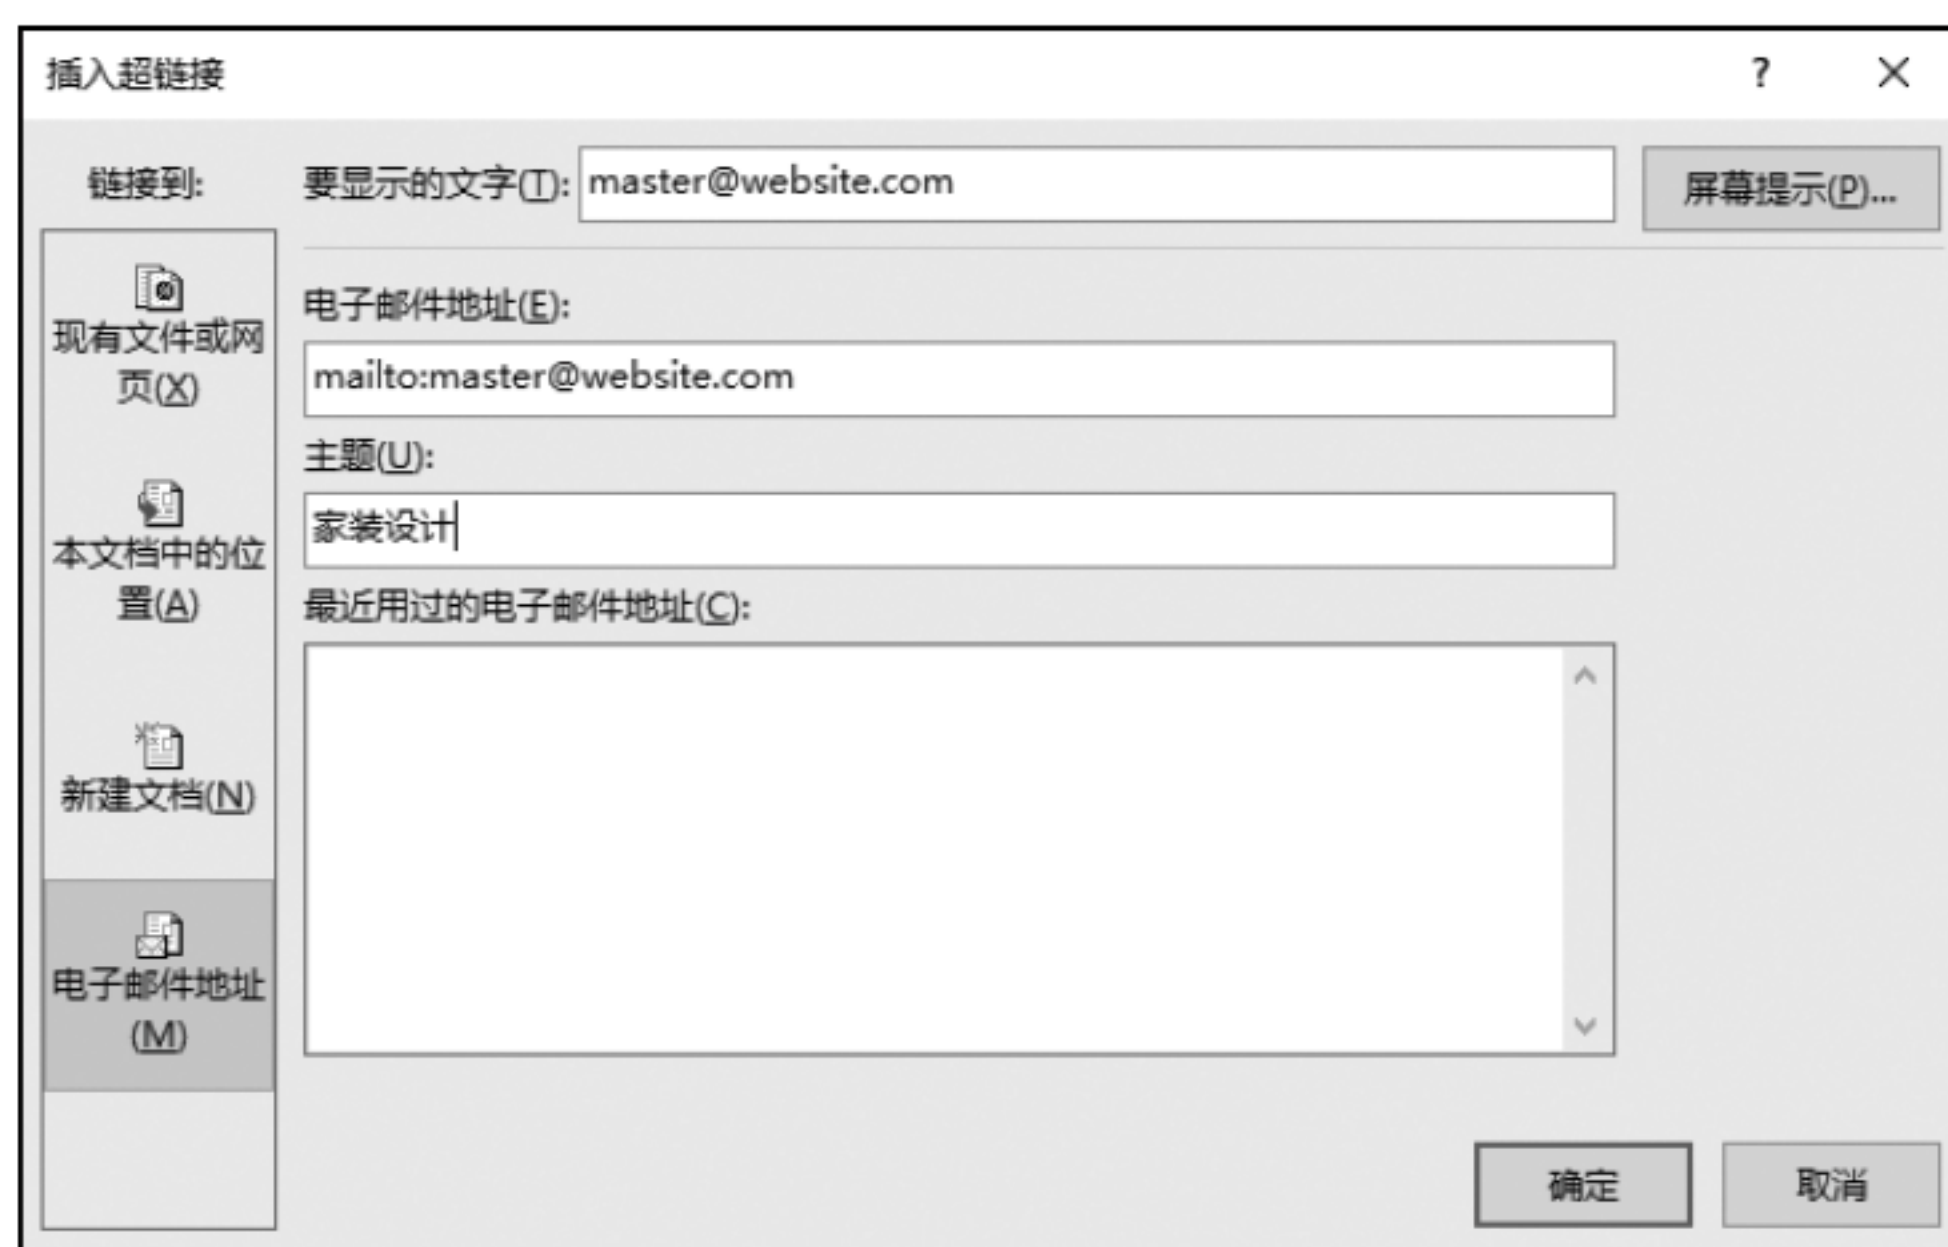 插入超链接
?
链接到:
要显示的文字(T):
master@website.com
屏幕提示(P)...
现有文件或网
页(X)
本文档中的位
置(A)
新建文档(N)
电子邮件地址
(M)
电子邮件地址(E):
mailto:master@website.com
主题(U):
家装设计
最近用过的电子邮件地址(C):
确定
取消